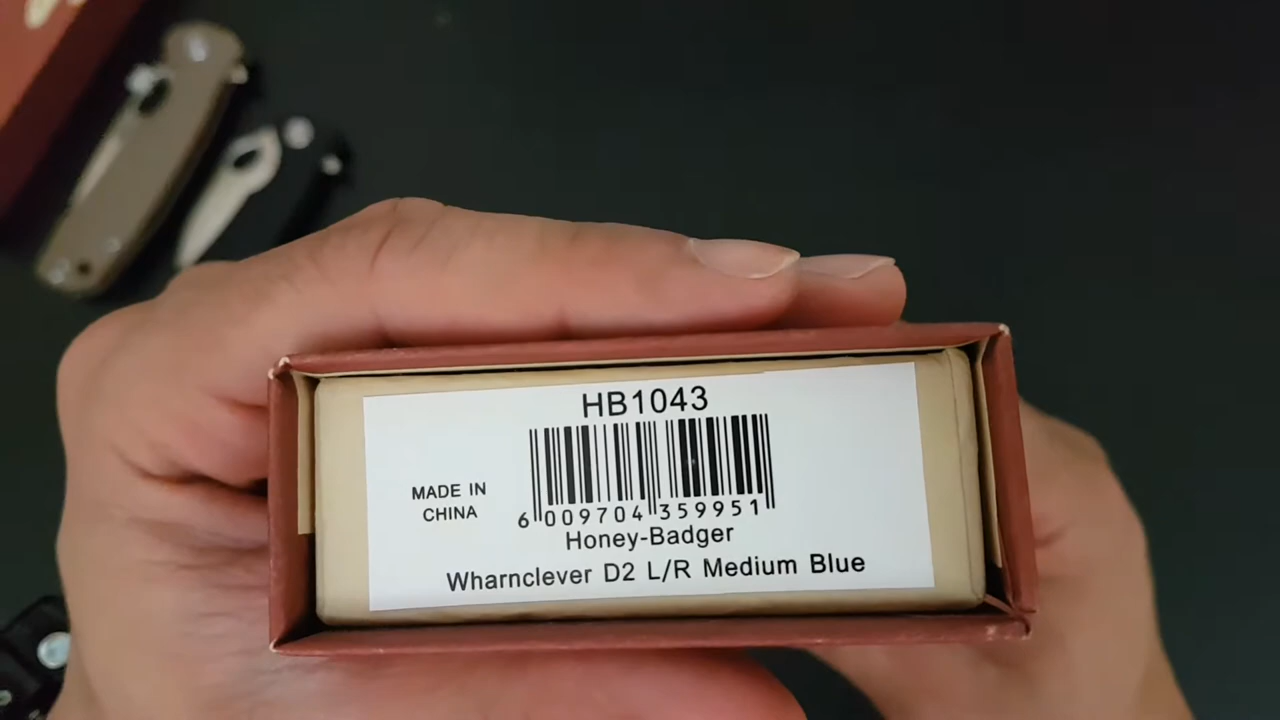 HB1043
MADE IN
CHINA
6 009704 359951
Honey-Badger
Wharnclever D2 L/R Medium Blue